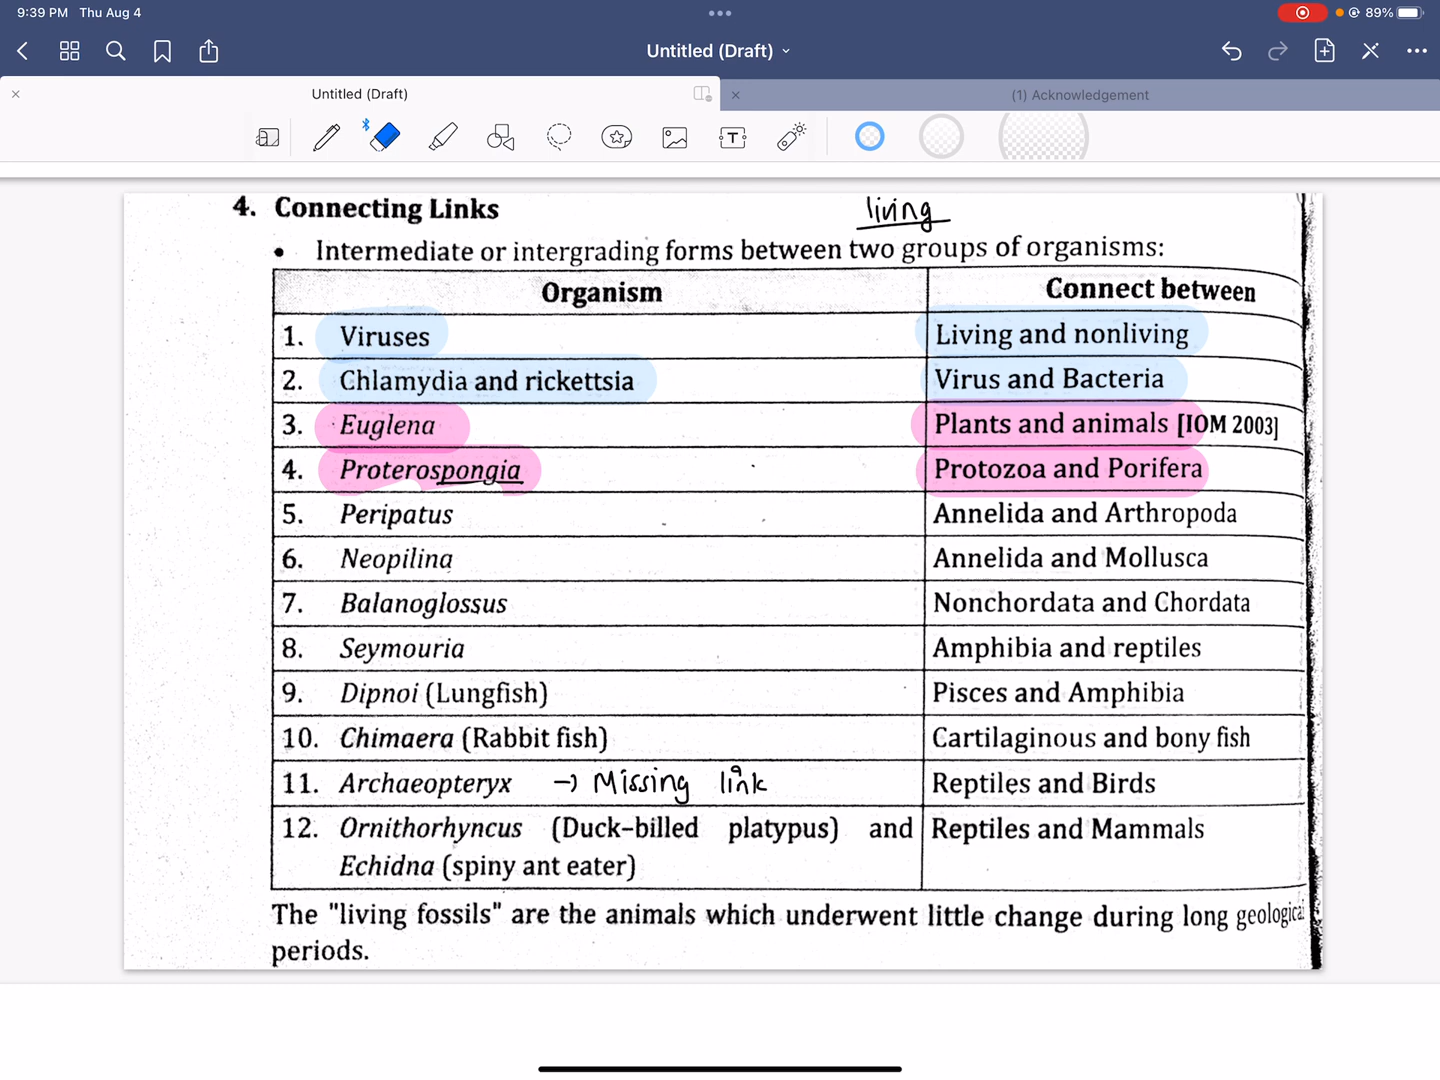 9:39 PM Thu Aug 4
89%
Untitled (Draft)
Untitled (Draft)
(1) Acknowledgement
T
living
4. Connecting Links
• Intermediate or intergrading forms between two groups of organisms:
Organism Connect between
1. Viruses Living and nonliving
2. Chlamydia and rickettsia Virus and Bacteria
3. Euglena Plants and animals [IOM 2003]
4. Proterospongia Protozoa and Porifera
5. Peripatus Annelida and Arthropoda
6. Neopilina Annelida and Mollusca
7. Balanoglossus Nonchordata and Chordata
8. Seymouria Amphibia and reptiles
9. Dipnoi (Lungfish) Pisces and Amphibia
10. Chimaera (Rabbit fish) Cartilaginous and bony fish
11. Archaeopteryx → Missing link Reptiles and Birds
12. Ornithorhyncus (Duck-billed platypus) and Reptiles and Mammals
Echidna (spiny ant eater)
The "living fossils" are the animals which underwent little change during long geological
periods.